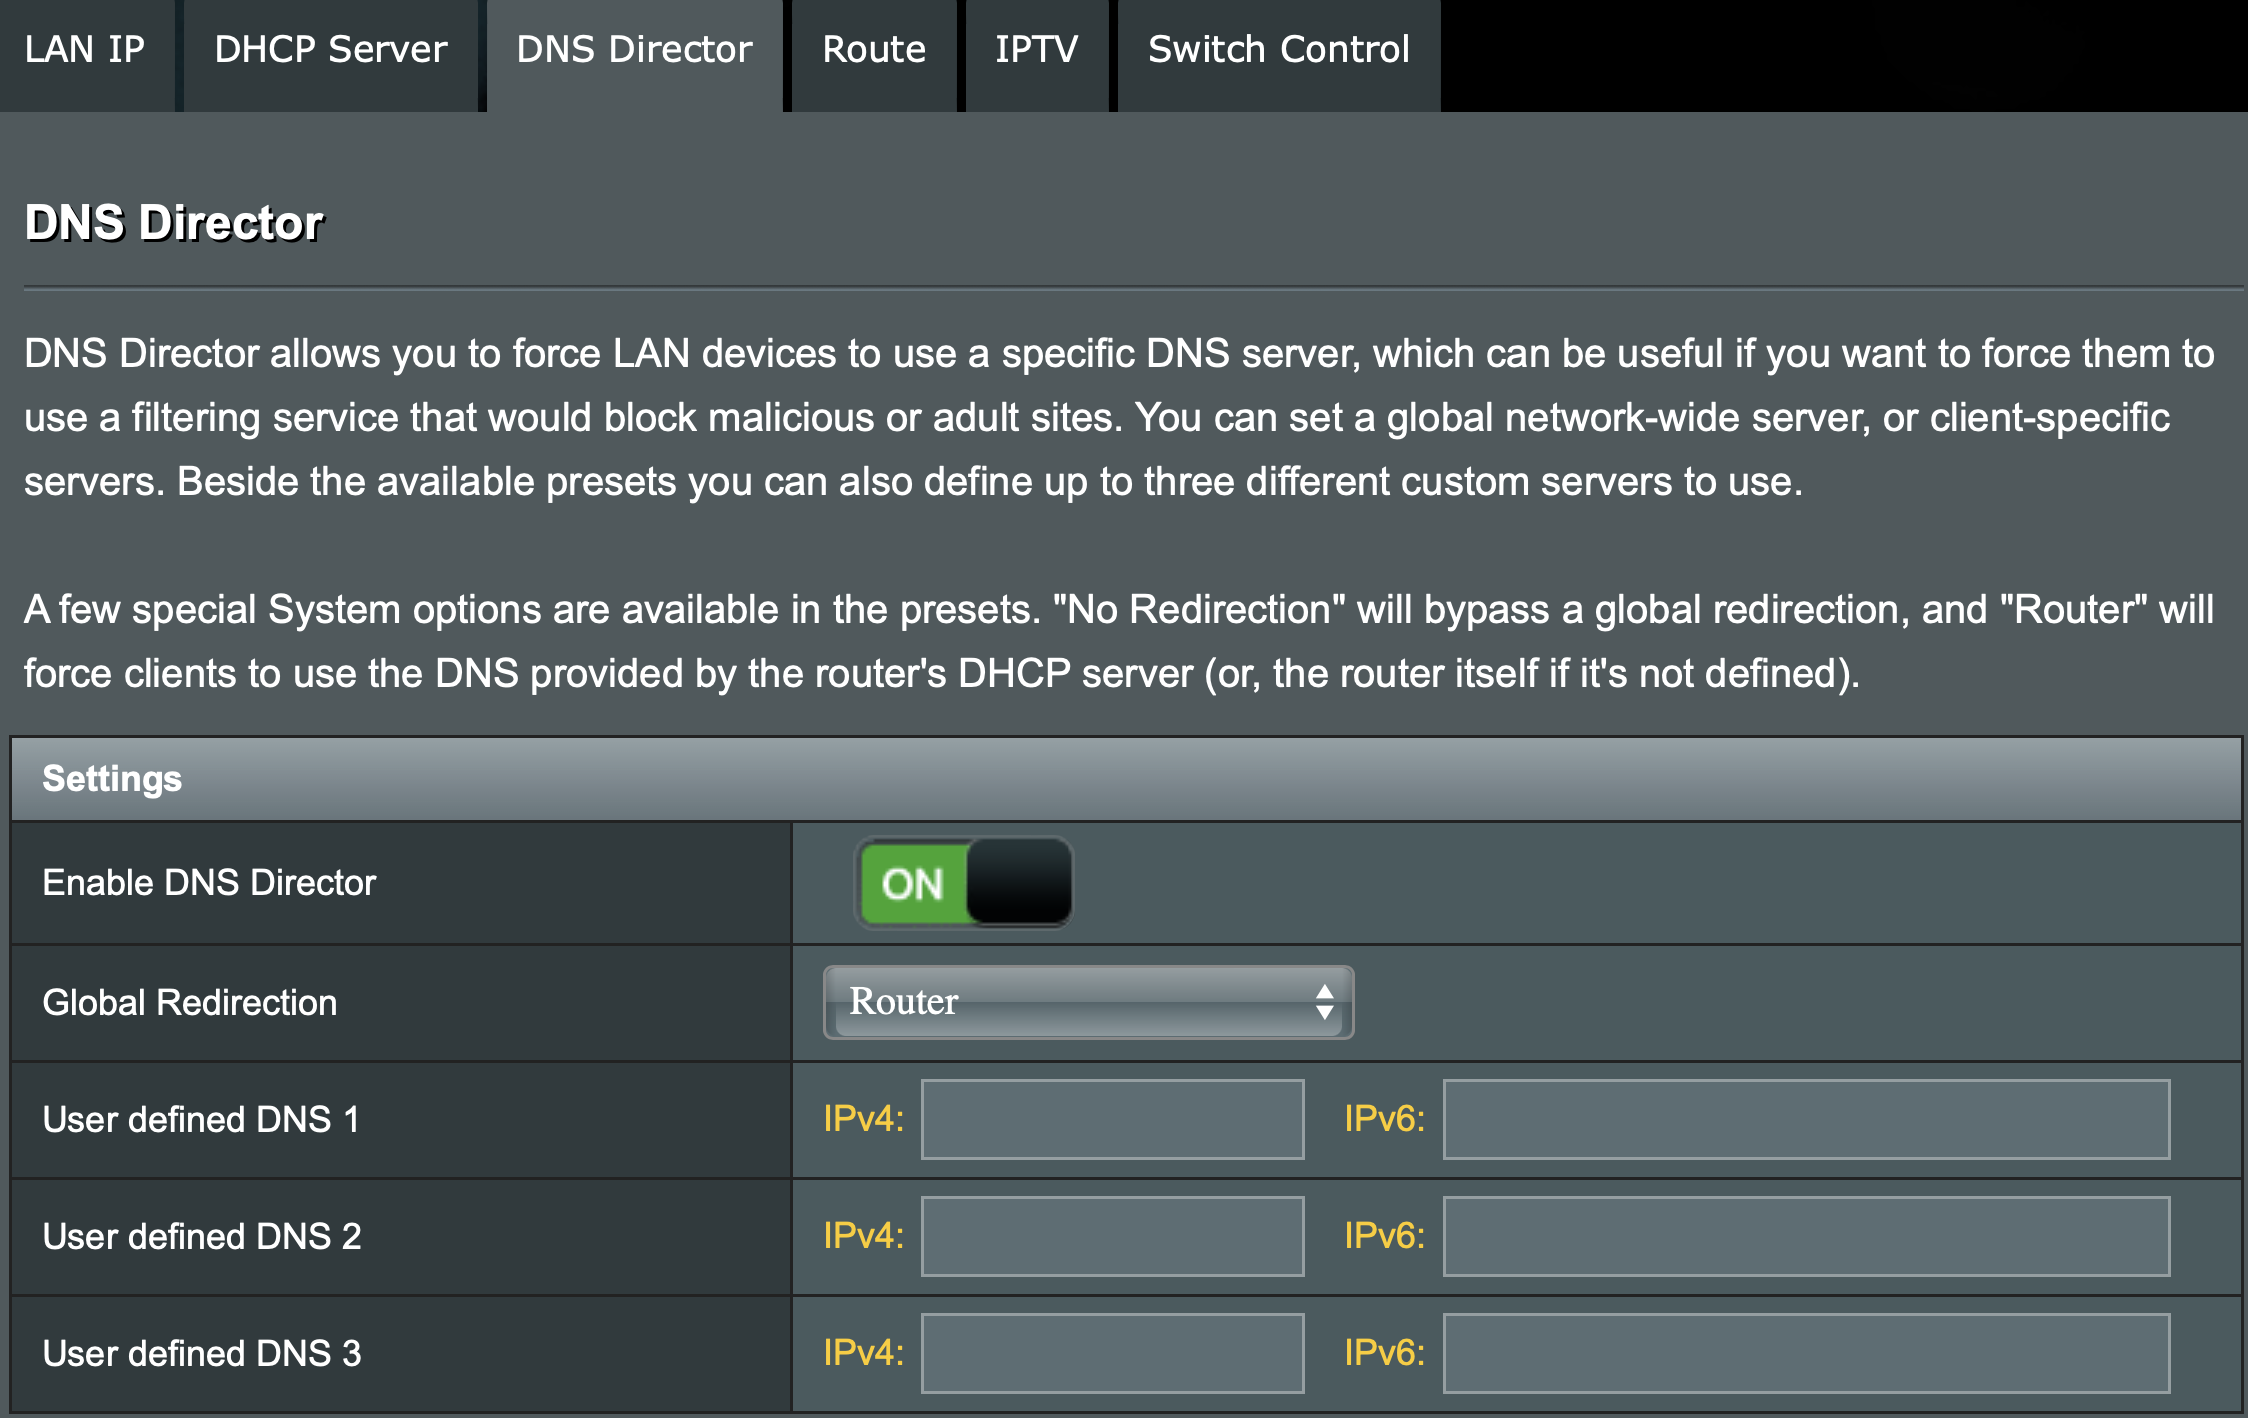 LAN IP DHCP Server DNS Director Route IPTV Switch Control
DNS Director
DNS Director allows you to force LAN devices to use a specific DNS server, which can be useful if you want to force them to
use a filtering service that would block malicious or adult sites. You can set a global network-wide server, or client-specific
servers. Beside the available presets you can also define up to three different custom servers to use.
A few special System options are available in the presets. "No Redirection" will bypass a global redirection, and "Router" will
force clients to use the DNS provided by the router's DHCP server (or, the router itself if it's not defined).
Settings
Enable DNS Director ON
Global Redirection Router
User defined DNS 1 IPv4: IPv6:
User defined DNS 2 IPv4: IPv6:
User defined DNS 3 IPv4: IPv6: